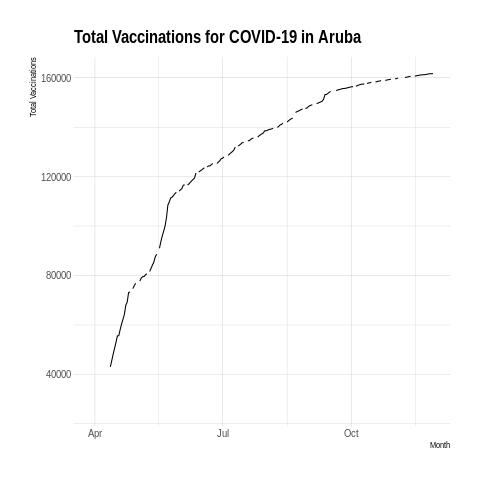 Total Vaccinations for COVID-19 in Aruba
Total Vaccinations
160000
120000
80000
40000
Apr Jul Oct
Month